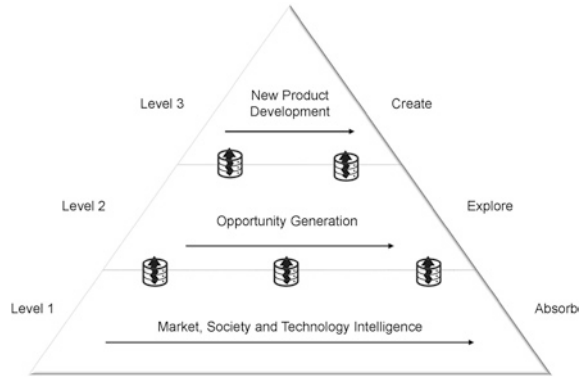 Level 3
New Product
Development
Create
Level 2
Opportunity Generation
Explore
Level 1
Market, Society and Technology Intelligence
Absorb